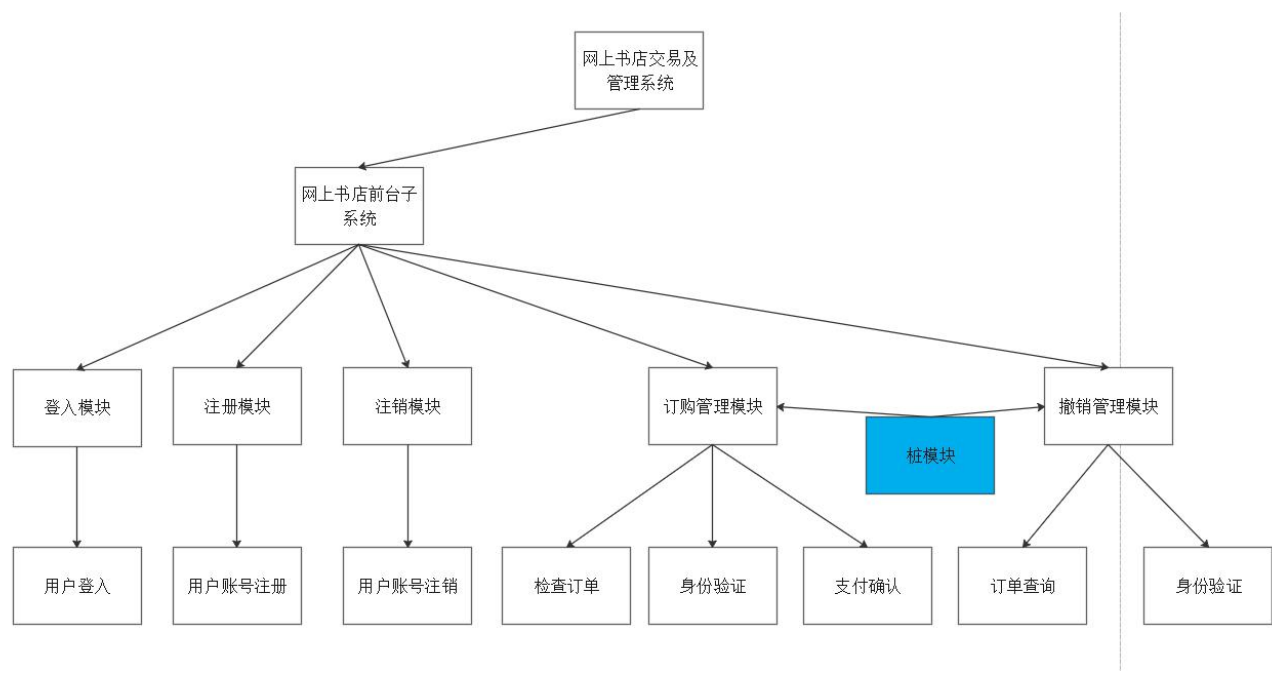 网上书店交易及
管理系统
网上书店前台子
系统
登入模块
注册模块
注销模块
订购管理模块
撤销管理模块
桩模块
用户登入
用户账号注册
用户账号注销
检查订单
身份验证
支付确认
订单查询
身份验证